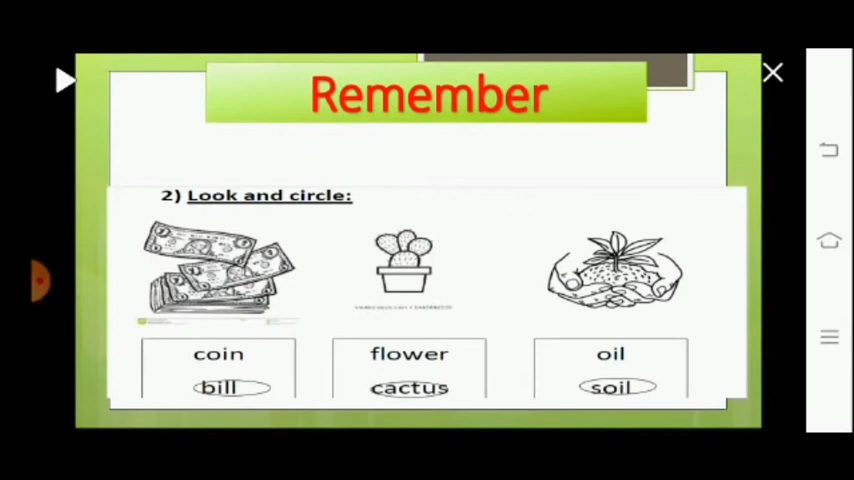 Remember
2) Look and circle:
coin flower oil
bill cactus soil